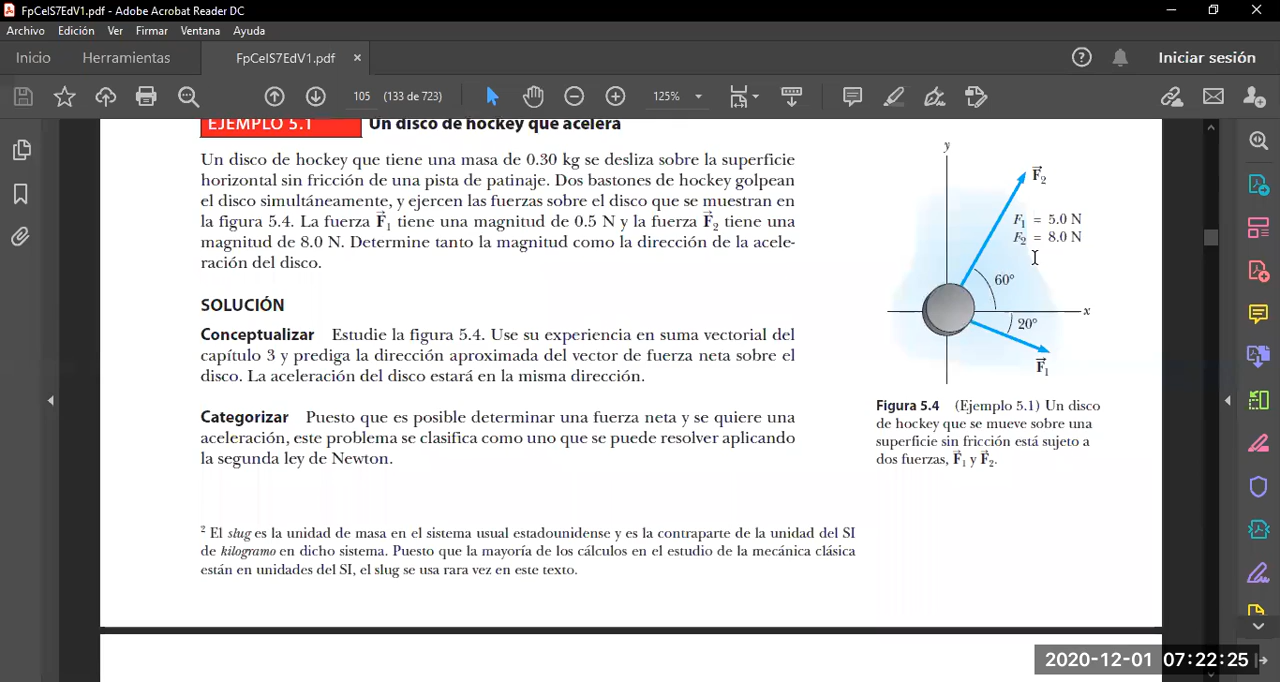 FpCeIS7EdV1.pdf - Adobe Acrobat Reader DC
Archivo Edición Ver Firmar Ventana Ayuda
Inicio Herramientas FpCeIS7EdV1.pdf × Iniciar sesión
105 (133 de 723) 125%
EJEMPLO 5.1 Un disco de hockey que acelera
Un disco de hockey que tiene una masa de 0.30 kg se desliza sobre la superficie
horizontal sin fricción de una pista de patinaje. Dos bastones de hockey golpean
el disco simultáneamente, y ejercen las fuerzas sobre el disco que se muestran en
la figura 5.4. La fuerza F⃗₁ tiene una magnitud de 0.5 N y la fuerza F⃗₂ tiene una
magnitud de 8.0 N. Determine tanto la magnitud como la dirección de la acele-
ración del disco.
SOLUCIÓN
Conceptualizar Estudie la figura 5.4. Use su experiencia en suma vectorial del
capítulo 3 y prediga la dirección aproximada del vector de fuerza neta sobre el
disco. La aceleración del disco estará en la misma dirección.
Categorizar Puesto que es posible determinar una fuerza neta y se quiere una
aceleración, este problema se clasifica como uno que se puede resolver aplicando
la segunda ley de Newton.
² El slug es la unidad de masa en el sistema usual estadounidense y es la contraparte de la unidad del SI
de kilogramo en dicho sistema. Puesto que la mayoría de los cálculos en el estudio de la mecánica clásica
están en unidades del SI, el slug se usa rara vez en este texto.
y
F⃗₂
F₁ = 5.0 N
F₂ = 8.0 N
60°
x
20°
F⃗₁
Figura 5.4 (Ejemplo 5.1) Un disco
de hockey que se mueve sobre una
superficie sin fricción está sujeto a
dos fuerzas, F⃗₁ y F⃗₂.
2020-12-01 07:22:25